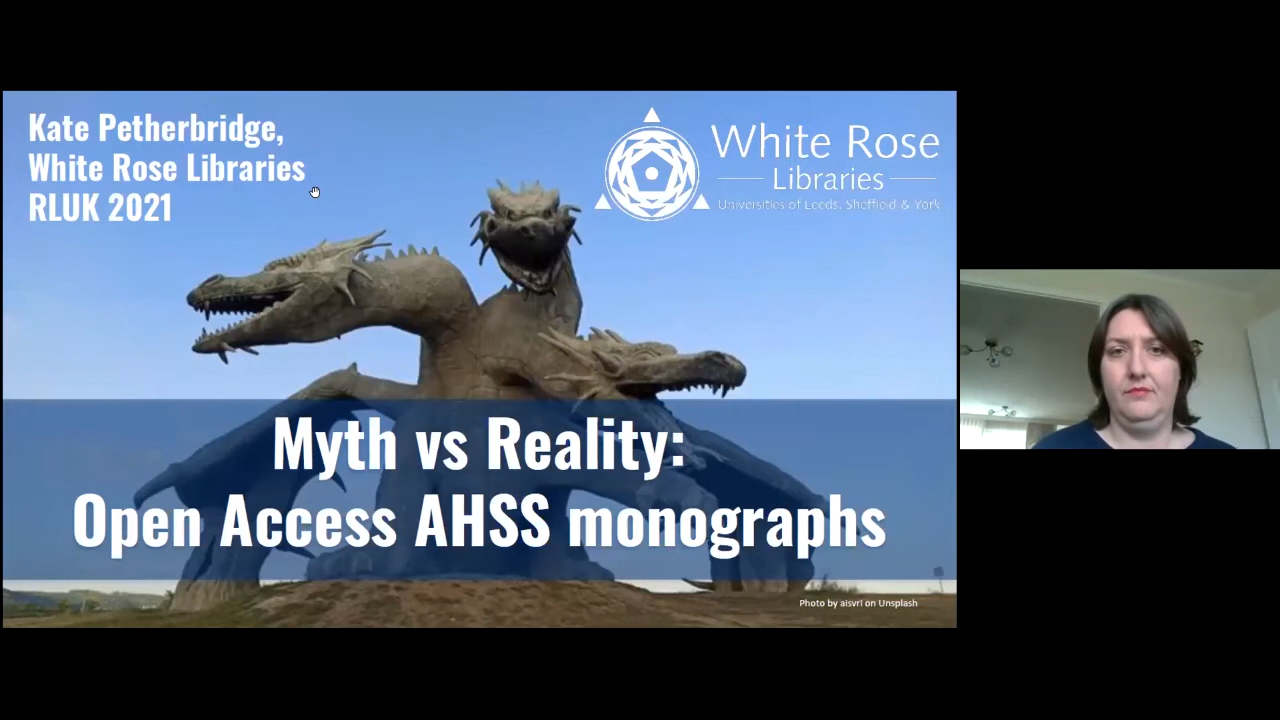 Kate Petherbridge,
White Rose Libraries
RLUK 2021
White Rose
Libraries
Universities of Leeds, Sheffield & York
Myth vs Reality:
Open Access AHSS monographs
Photo by aisvri on Unsplash